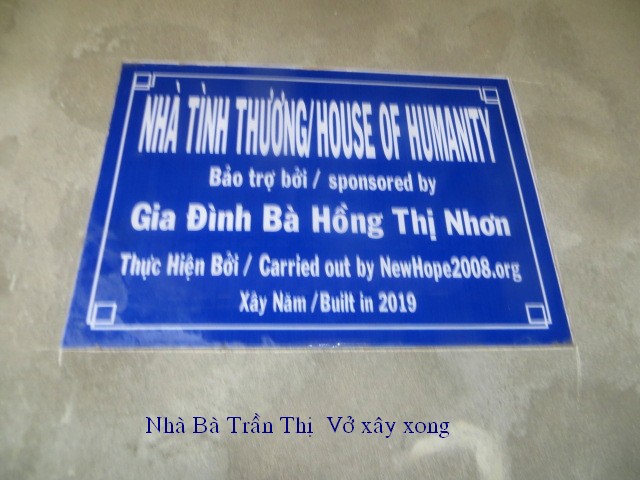 NHÀ TÌNH THƯƠNG/HOUSE OF HUMANITY
Bảo trợ bởi / sponsored by
Gia Đình Bà Hồng Thị Nhơn
Thực Hiện Bởi / Carried out by NewHope2008.org
Xây Năm /Built in 2019
Nhà Bà Trần Thị  Vở xây xong